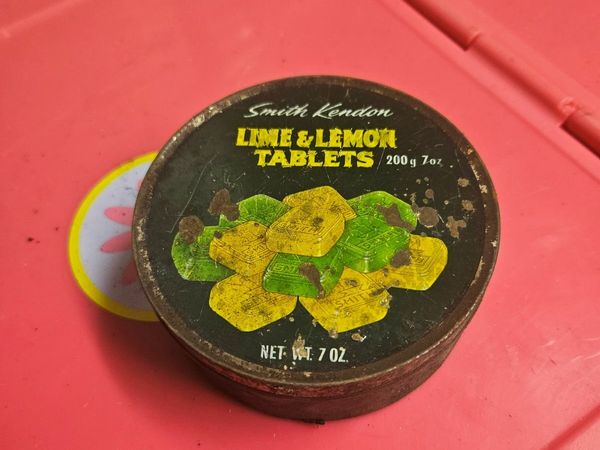 Smith Kendon
LIME & LEMON
TABLETS 200g 7oz
NET. WT. 7 OZ.